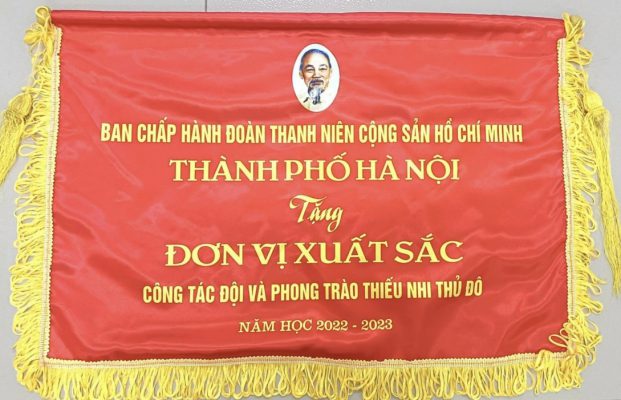 BAN CHẤP HÀNH ĐOÀN THANH NIÊN CỘNG SẢN HỒ CHÍ MINH
THÀNH PHỐ HÀ NỘI
Tặng
ĐƠN VỊ XUẤT SẮC
CÔNG TÁC ĐỘI VÀ PHONG TRÀO THIẾU NHI THỦ ĐÔ
NĂM HỌC 2022 - 2023